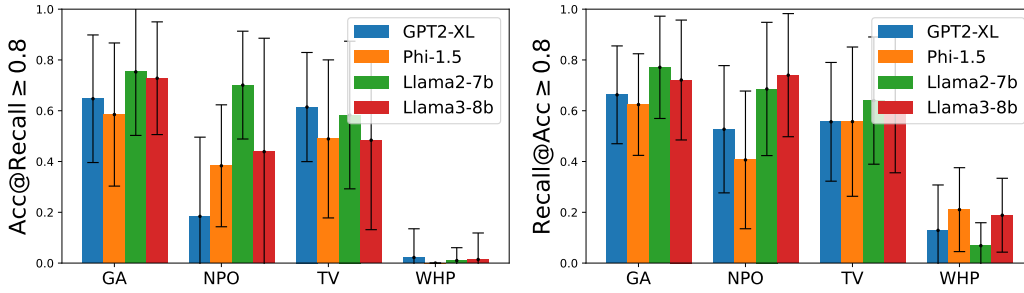 Acc@Recall ≥ 0.8
1.0
0.8
0.6
0.4
0.2
0.0
GA NPO TV WHP
GPT2-XL
Phi-1.5
Llama2-7b
Llama3-8b
Recall@Acc ≥ 0.8
1.0
0.8
0.6
0.4
0.2
0.0
GA NPO TV WHP
GPT2-XL
Phi-1.5
Llama2-7b
Llama3-8b